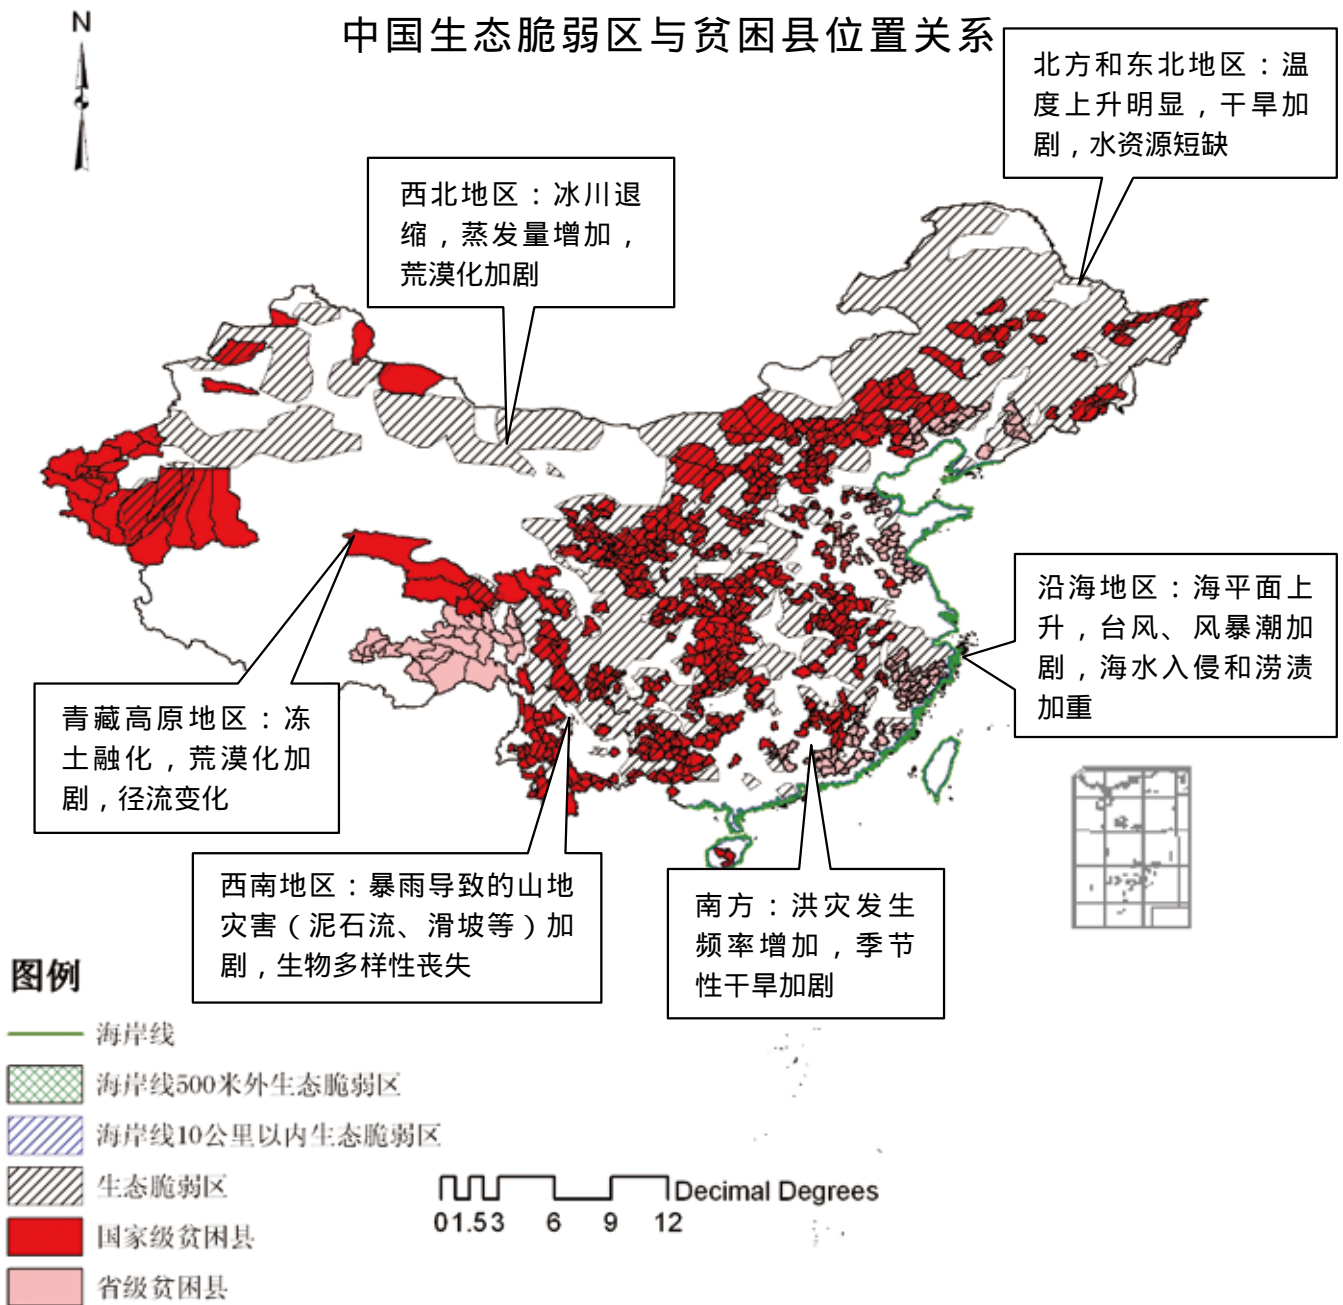 中国生态脆弱区与贫困县位置关系
N
北方和东北地区：温
度上升明显，干旱加
剧，水资源短缺
西北地区：冰川退
缩，蒸发量增加，
荒漠化加剧
沿海地区：海平面上
升，台风、风暴潮加
剧，海水入侵和涝渍
加重
青藏高原地区：冻
土融化，荒漠化加
剧，径流变化
西南地区：暴雨导致的山地
灾害（泥石流、滑坡等）加
剧，生物多样性丧失
南方：洪灾发生
频率增加，季节
性干旱加剧
图例
海岸线
海岸线500米外生态脆弱区
海岸线10公里以内生态脆弱区
生态脆弱区
国家级贫困县
省级贫困县
Decimal Degrees
01.53 6 9 12